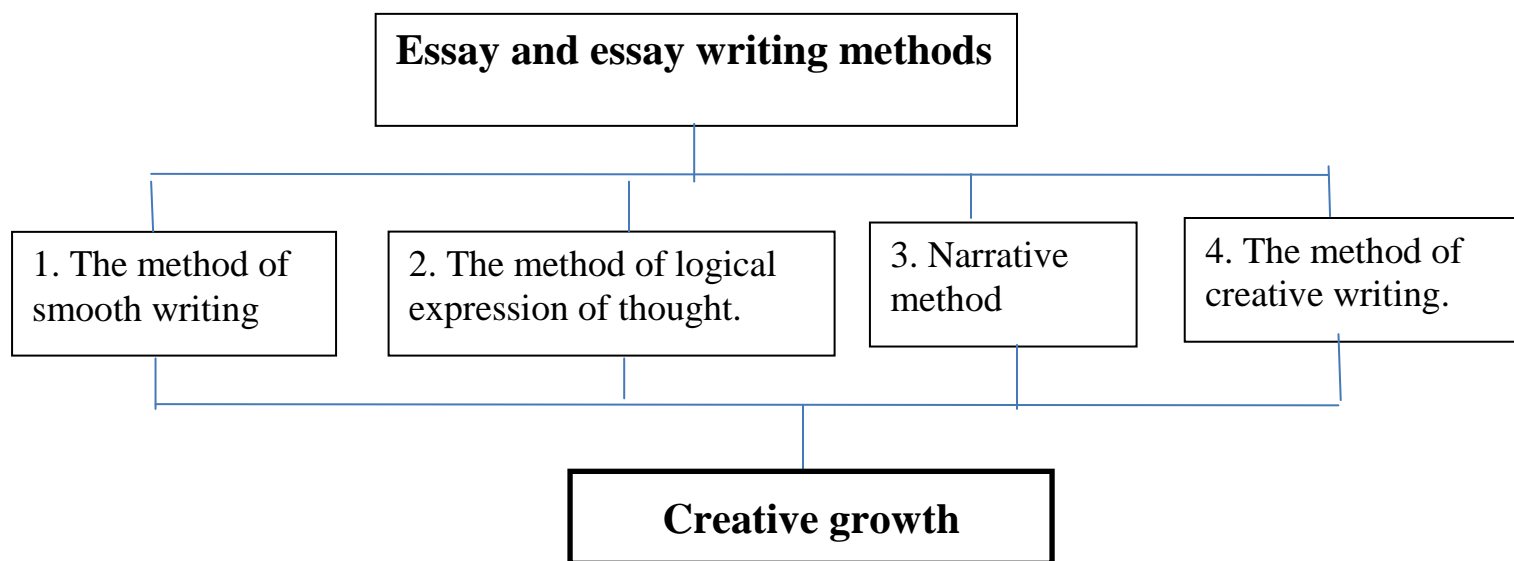 Essay and essay writing methods
1. The method of
smooth writing
2. The method of logical
expression of thought.
3. Narrative
method
4. The method of
creative writing.
Creative growth